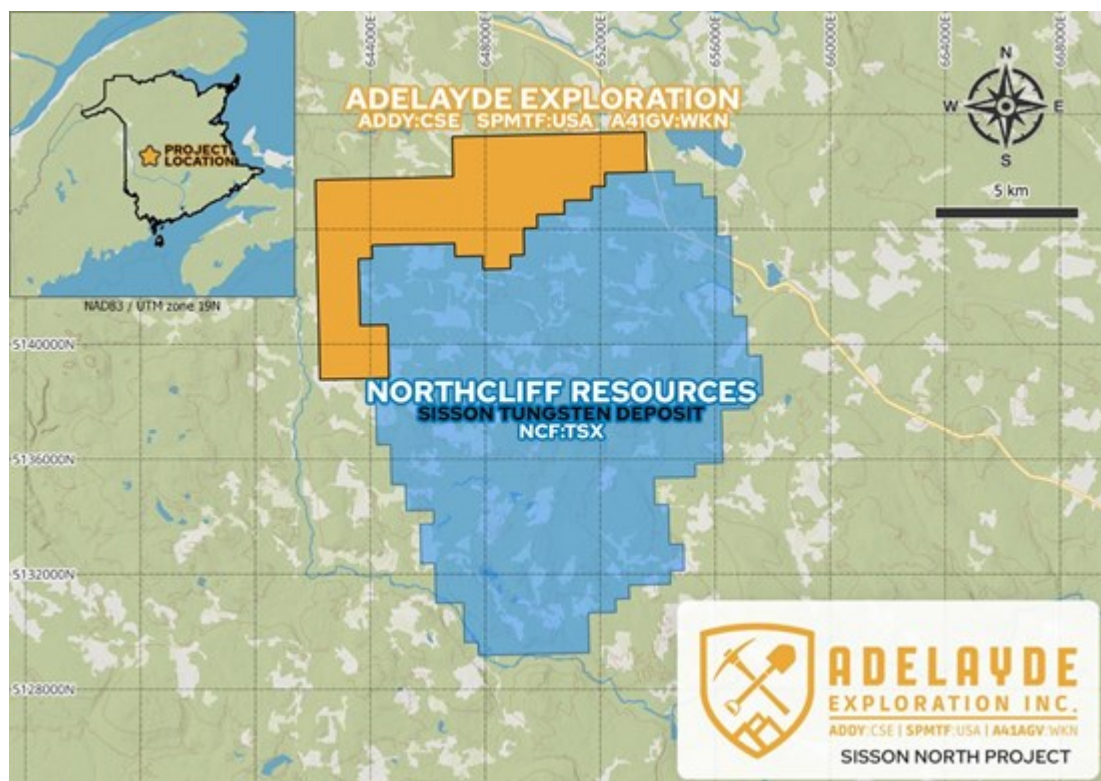 644000E
648000E
652000E
656000E
660000E
664000E
668000E
ADELAYDE EXPLORATION
ADDY:CSE SPMTF:USA A41GV:WKN
PROJECT
LOCATION
N
W
E
S
5 km
NAD83 / UTM zone 19N
5140000N
NORTHCLIFF RESOURCES
SISSON TUNGSTEN DEPOSIT
NCF:TSX
5136000N
5132000N
5128000N
ADELAYDE
EXPLORATION INC.
ADDY:CSE | SPMTF:USA | A41AGV:WKN
SISSON NORTH PROJECT